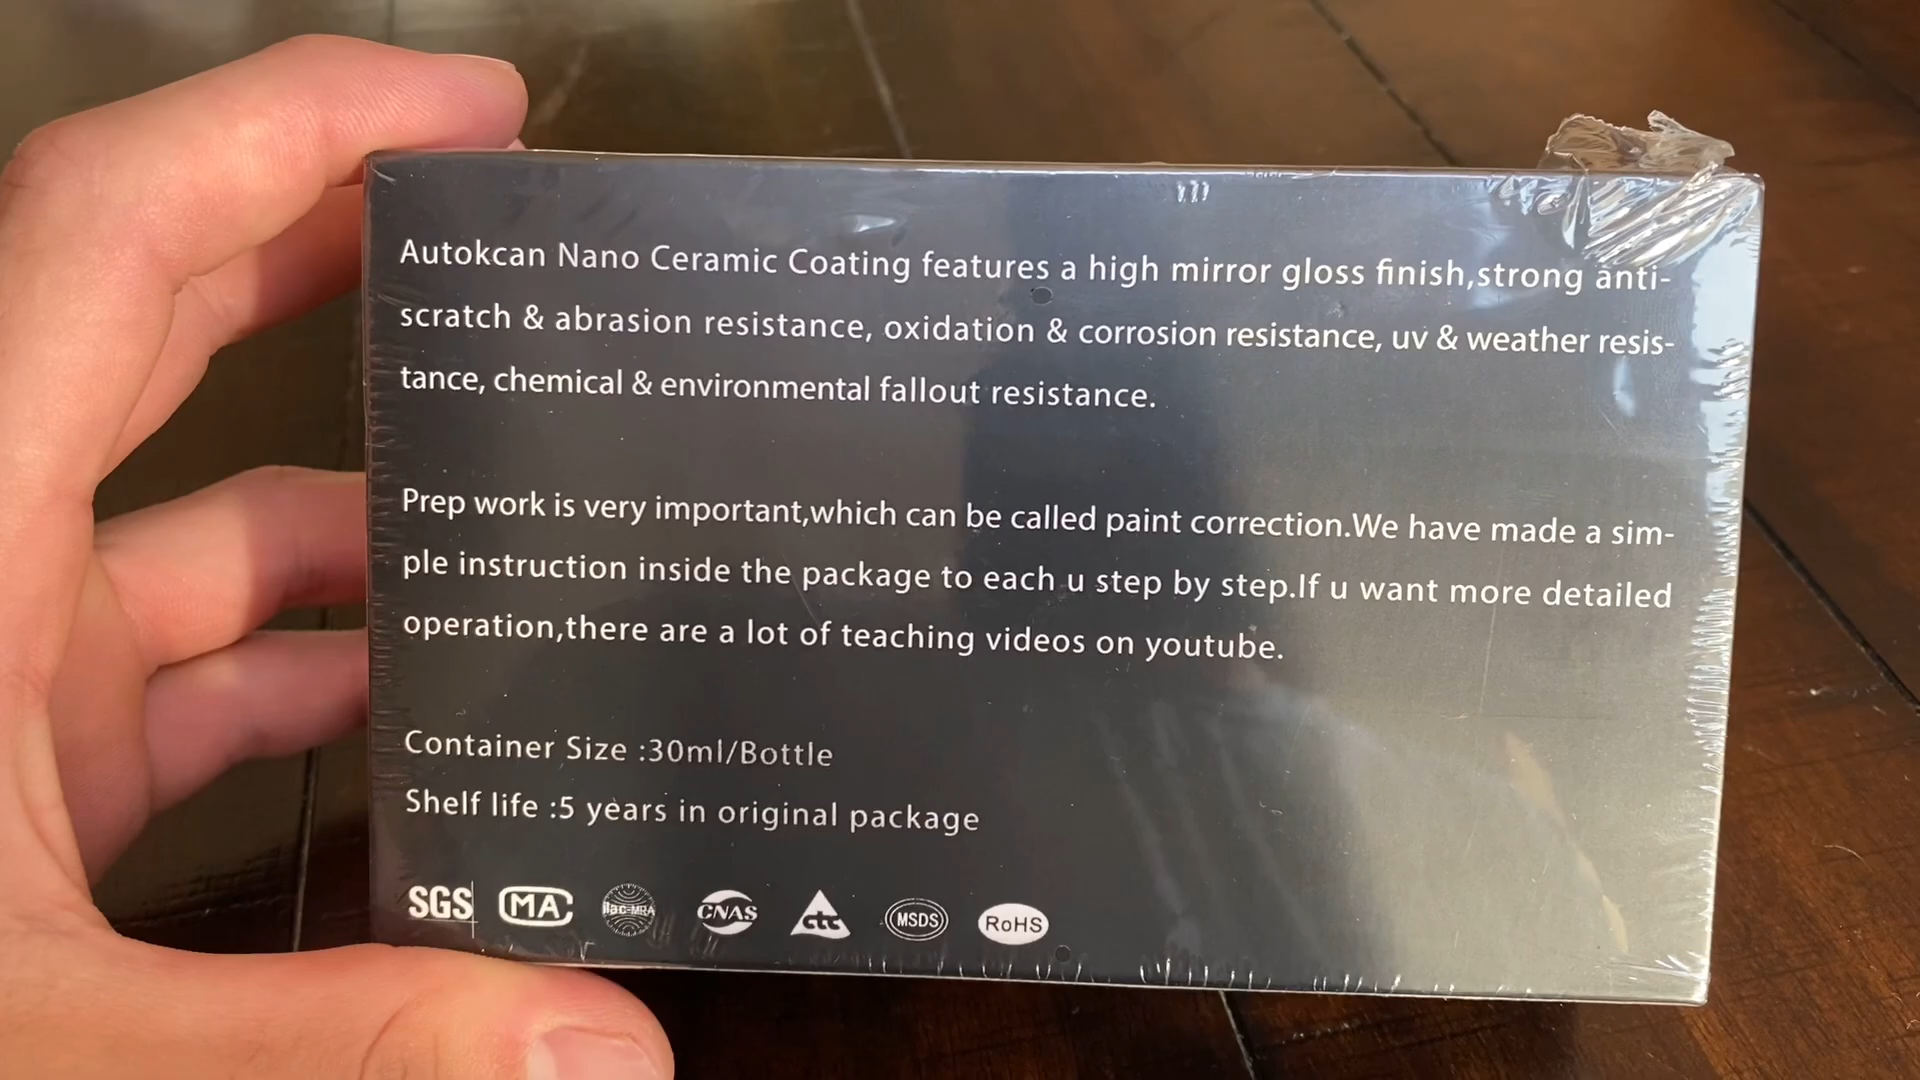 Autokcan Nano Ceramic Coating features a high mirror gloss finish,strong anti-
scratch & abrasion resistance, oxidation & corrosion resistance, uv & weather resis-
tance, chemical & environmental fallout resistance.
Prep work is very important,which can be called paint correction.We have made a sim-
ple instruction inside the package to each u step by step.If u want more detailed
operation,there are a lot of teaching videos on youtube.
Container Size :30ml/Bottle
Shelf life :5 years in original package
SGS MA ilac-MRA CNAS ctc MSDS RoHS